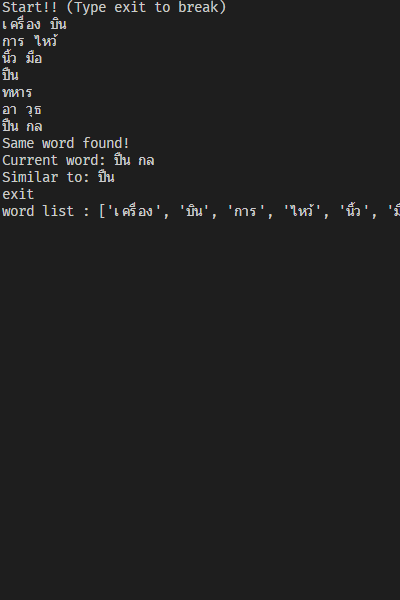 Start!! (Type exit to break)
เครื่อง บิน
การ ไหว้
นิ้ว มือ
ปืน
ทหาร
อา วุธ
ปืน กล
Same word found!
Current word: ปืน กล
Similar to: ปืน
exit
word list : ['เครื่อง', 'บิน', 'การ', 'ไหว้', 'นิ้ว', '